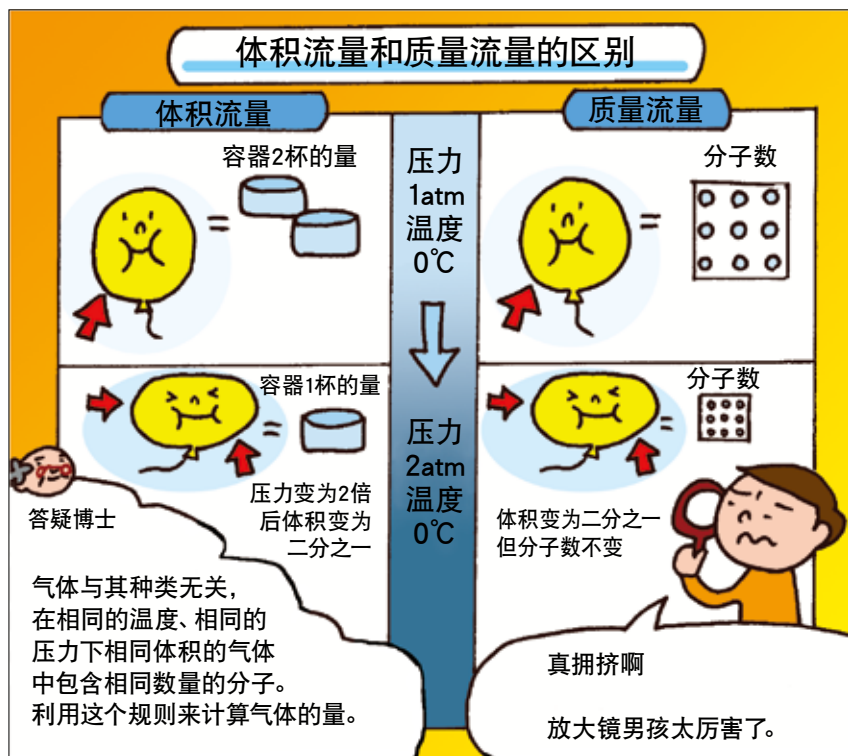 体积流量和质量流量的区别
体积流量
容器2杯的量
=
压力
1atm
温度
0℃
质量流量
分子数
=
容器1杯的量
=
压力变为2倍
后体积变为
二分之一
压力
2atm
温度
0℃
分子数
=
体积变为二分之一
但分子数不变
答疑博士
气体与其种类无关，
在相同的温度、相同的
压力下相同体积的气体
中包含相同数量的分子。
利用这个规则来计算气体的量。
真拥挤啊
放大镜男孩太厉害了。